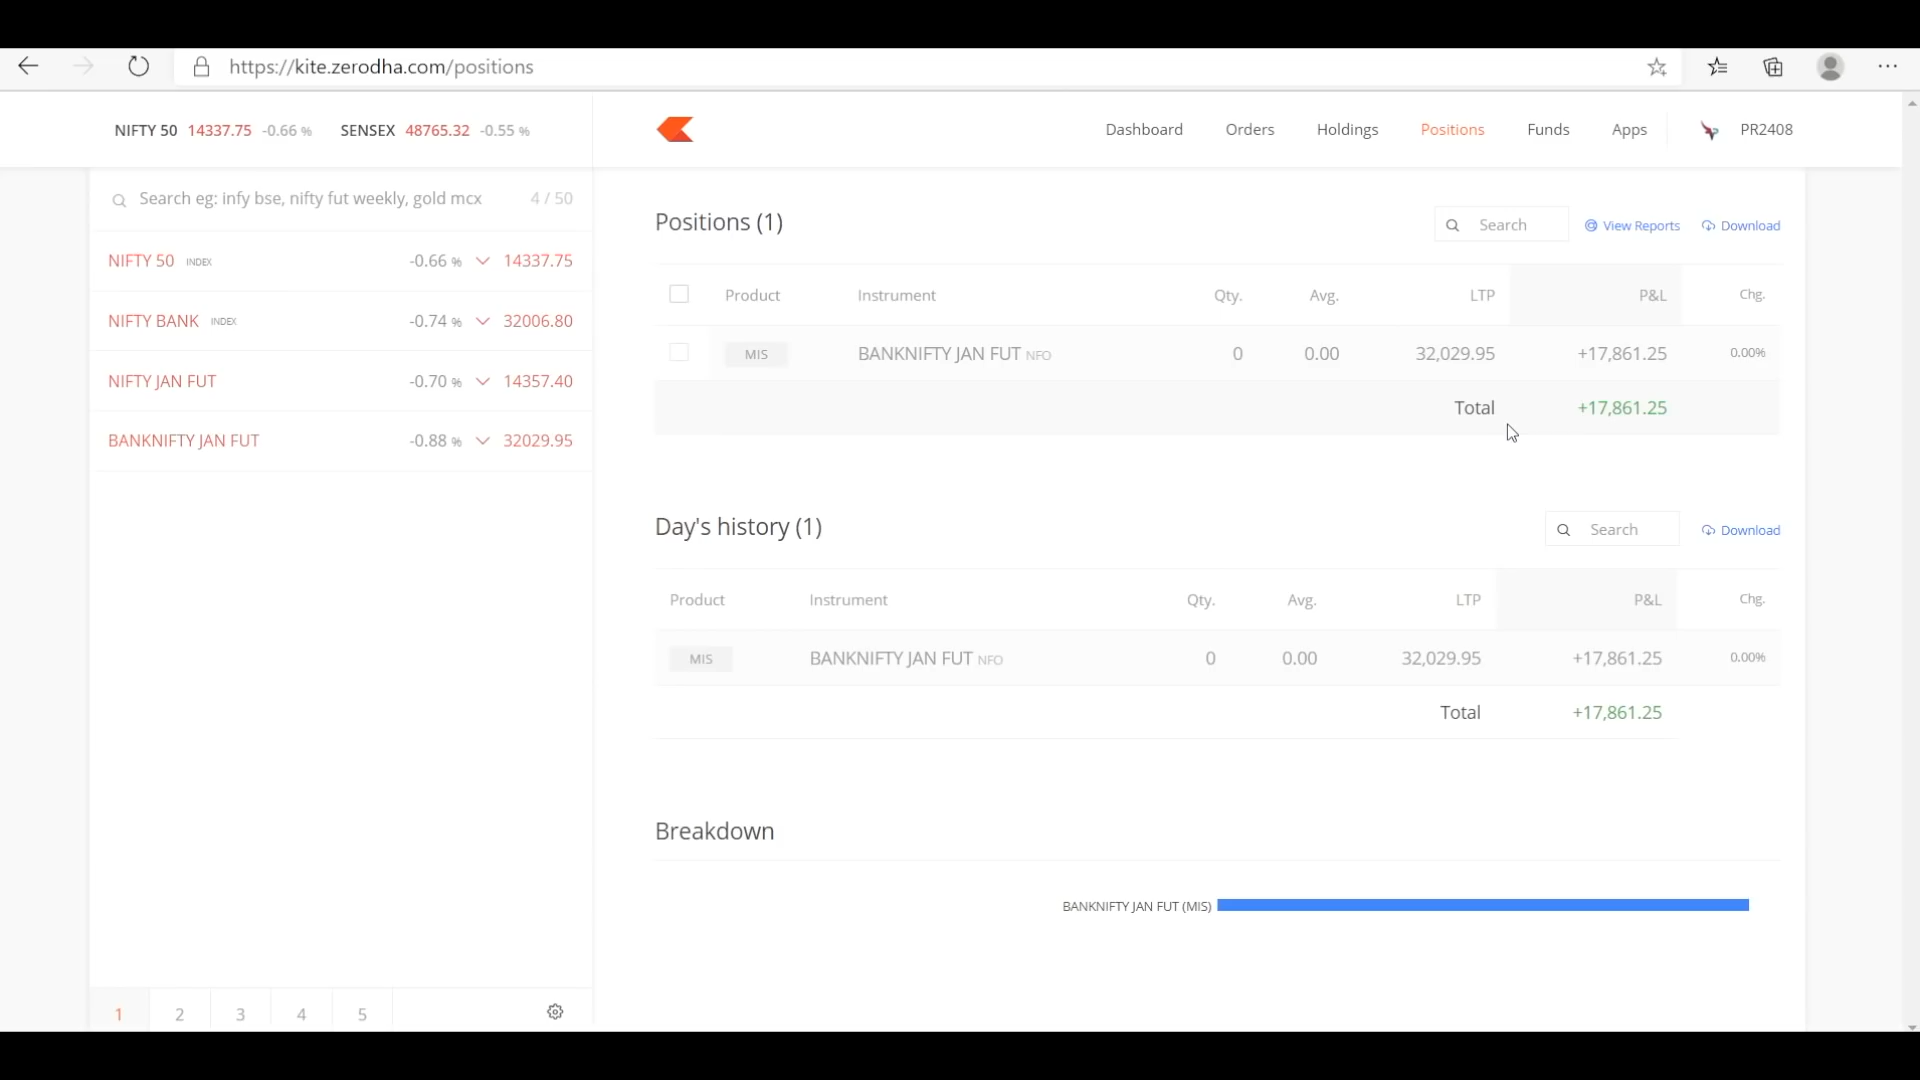 https://kite.zerodha.com/positions
NIFTY 50 14337.75 -0.66 % SENSEX 48765.32 -0.55 %
Dashboard Orders Holdings Positions Funds Apps PR2408
Search eg: infy bse, nifty fut weekly, gold mcx 4 / 50
NIFTY 50 INDEX -0.66 % 14337.75
NIFTY BANK INDEX -0.74 % 32006.80
NIFTY JAN FUT -0.70 % 14357.40
BANKNIFTY JAN FUT -0.88 % 32029.95
1 2 3 4 5
Positions (1) Search View Reports Download
Product Instrument Qty. Avg. LTP P&L Chg.
MIS BANKNIFTY JAN FUT NFO 0 0.00 32,029.95 +17,861.25 0.00%
Total +17,861.25
Day's history (1) Search Download
Product Instrument Qty. Avg. LTP P&L Chg.
MIS BANKNIFTY JAN FUT NFO 0 0.00 32,029.95 +17,861.25 0.00%
Total +17,861.25
Breakdown
BANKNIFTY JAN FUT (MIS)